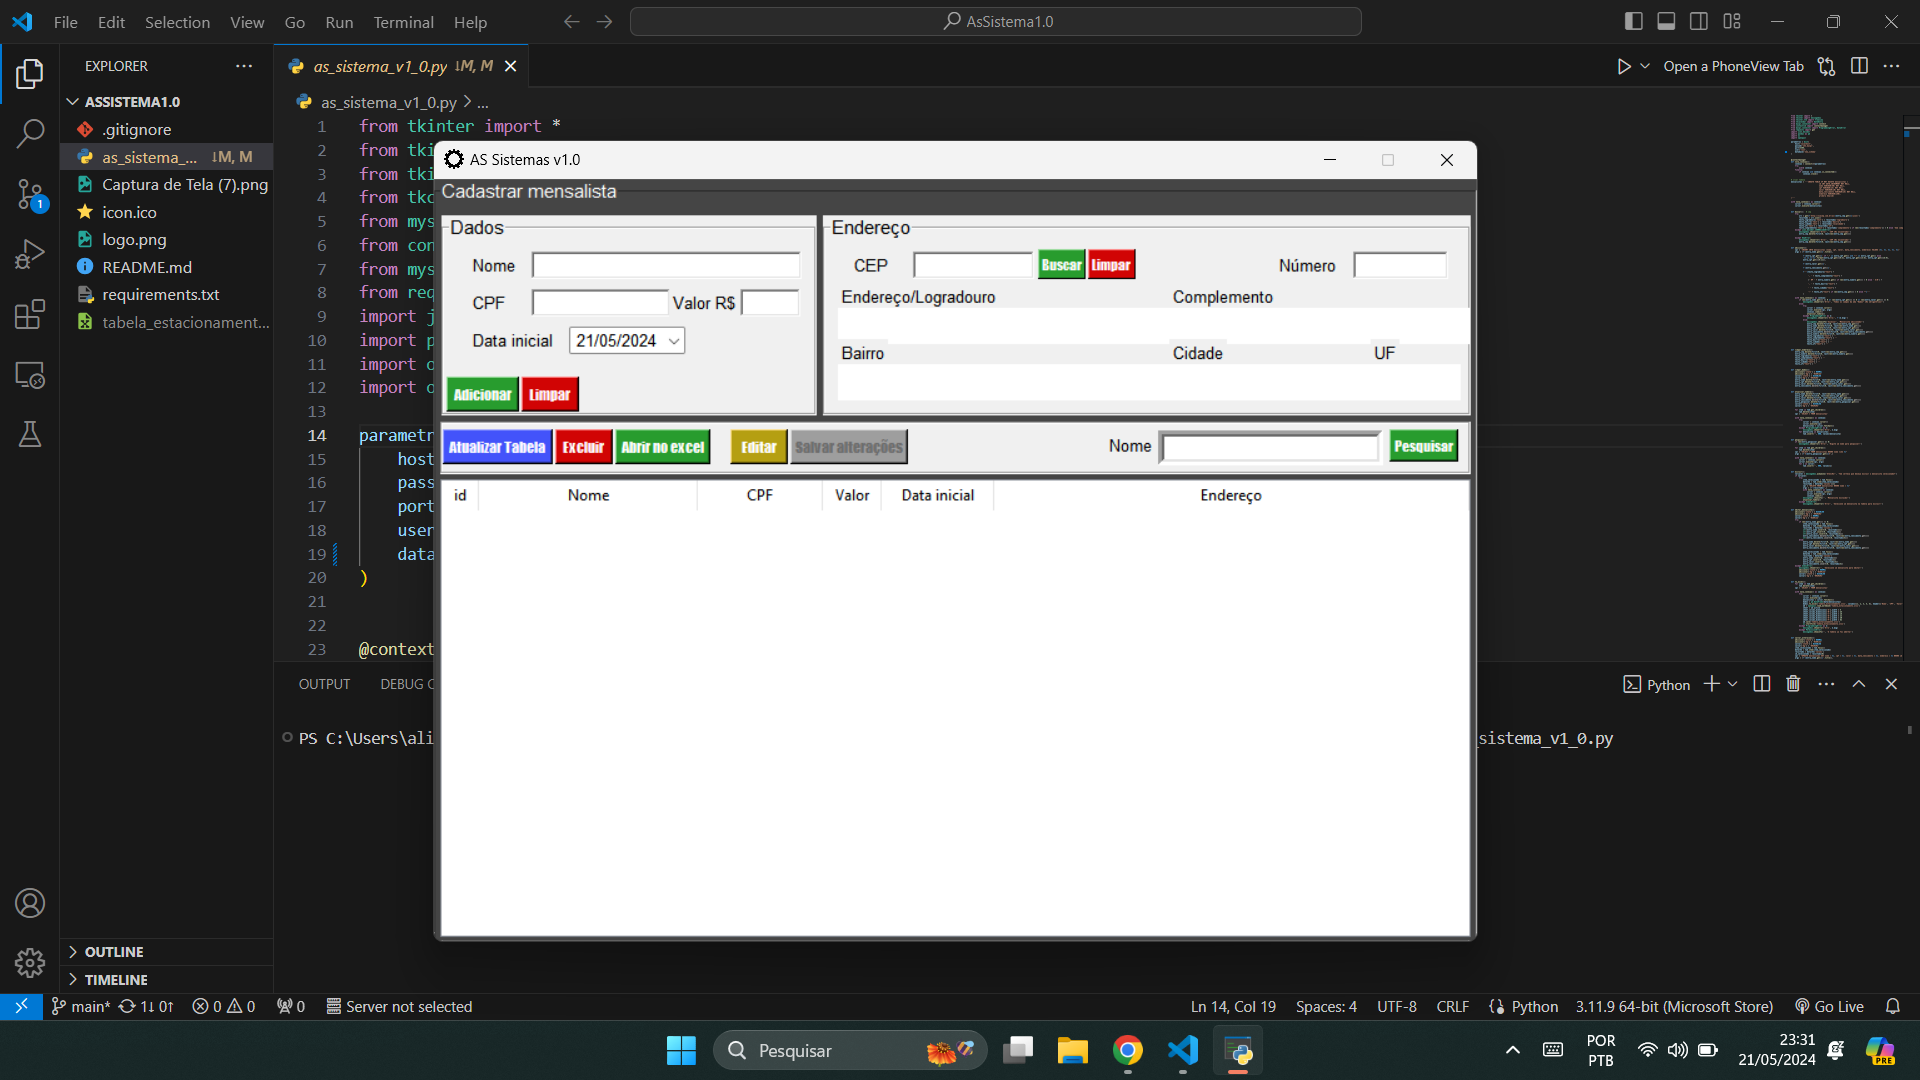 File Edit Selection View Go Run Terminal Help
AsSistema1.0
EXPLORER
ASSISTEMA1.0
.gitignore
as_sistema_... ↓M, M
Captura de Tela (7).png
icon.ico
logo.png
README.md
requirements.txt
tabela_estacionament...
OUTLINE
TIMELINE
as_sistema_v1_0.py ↓M, M
Open a PhoneView Tab
as_sistema_v1_0.py > ...
1 from tkinter import *
2 from tki
3 from tki
4 from tkc
5 from mys
6 from con
7 from mys
8 from req
9 import j
10 import p
11 import c
12 import c
13
14 parametr
15 host
16 pass
17 port
18 user
19 data
20 )
21
22
23 @context
AS Sistemas v1.0
Cadastrar mensalista
Dados
Nome
CPF Valor R$
Data inicial 21/05/2024
Adicionar Limpar
Endereço
CEP Buscar Limpar Número
Endereço/Logradouro Complemento
Bairro Cidade UF
Atualizar Tabela Excluir Abrir no excel Editar Salvar alterações Nome Pesquisar
id Nome CPF Valor Data inicial Endereço
OUTPUT DEBUG C
Python
PS C:\Users\ali
sistema_v1_0.py
main* 1↓ 0↑ 0 0 0 Server not selected
Ln 14, Col 19 Spaces: 4 UTF-8 CRLF Python 3.11.9 64-bit (Microsoft Store) Go Live
Pesquisar
POR
PTB
23:31
21/05/2024
PRE